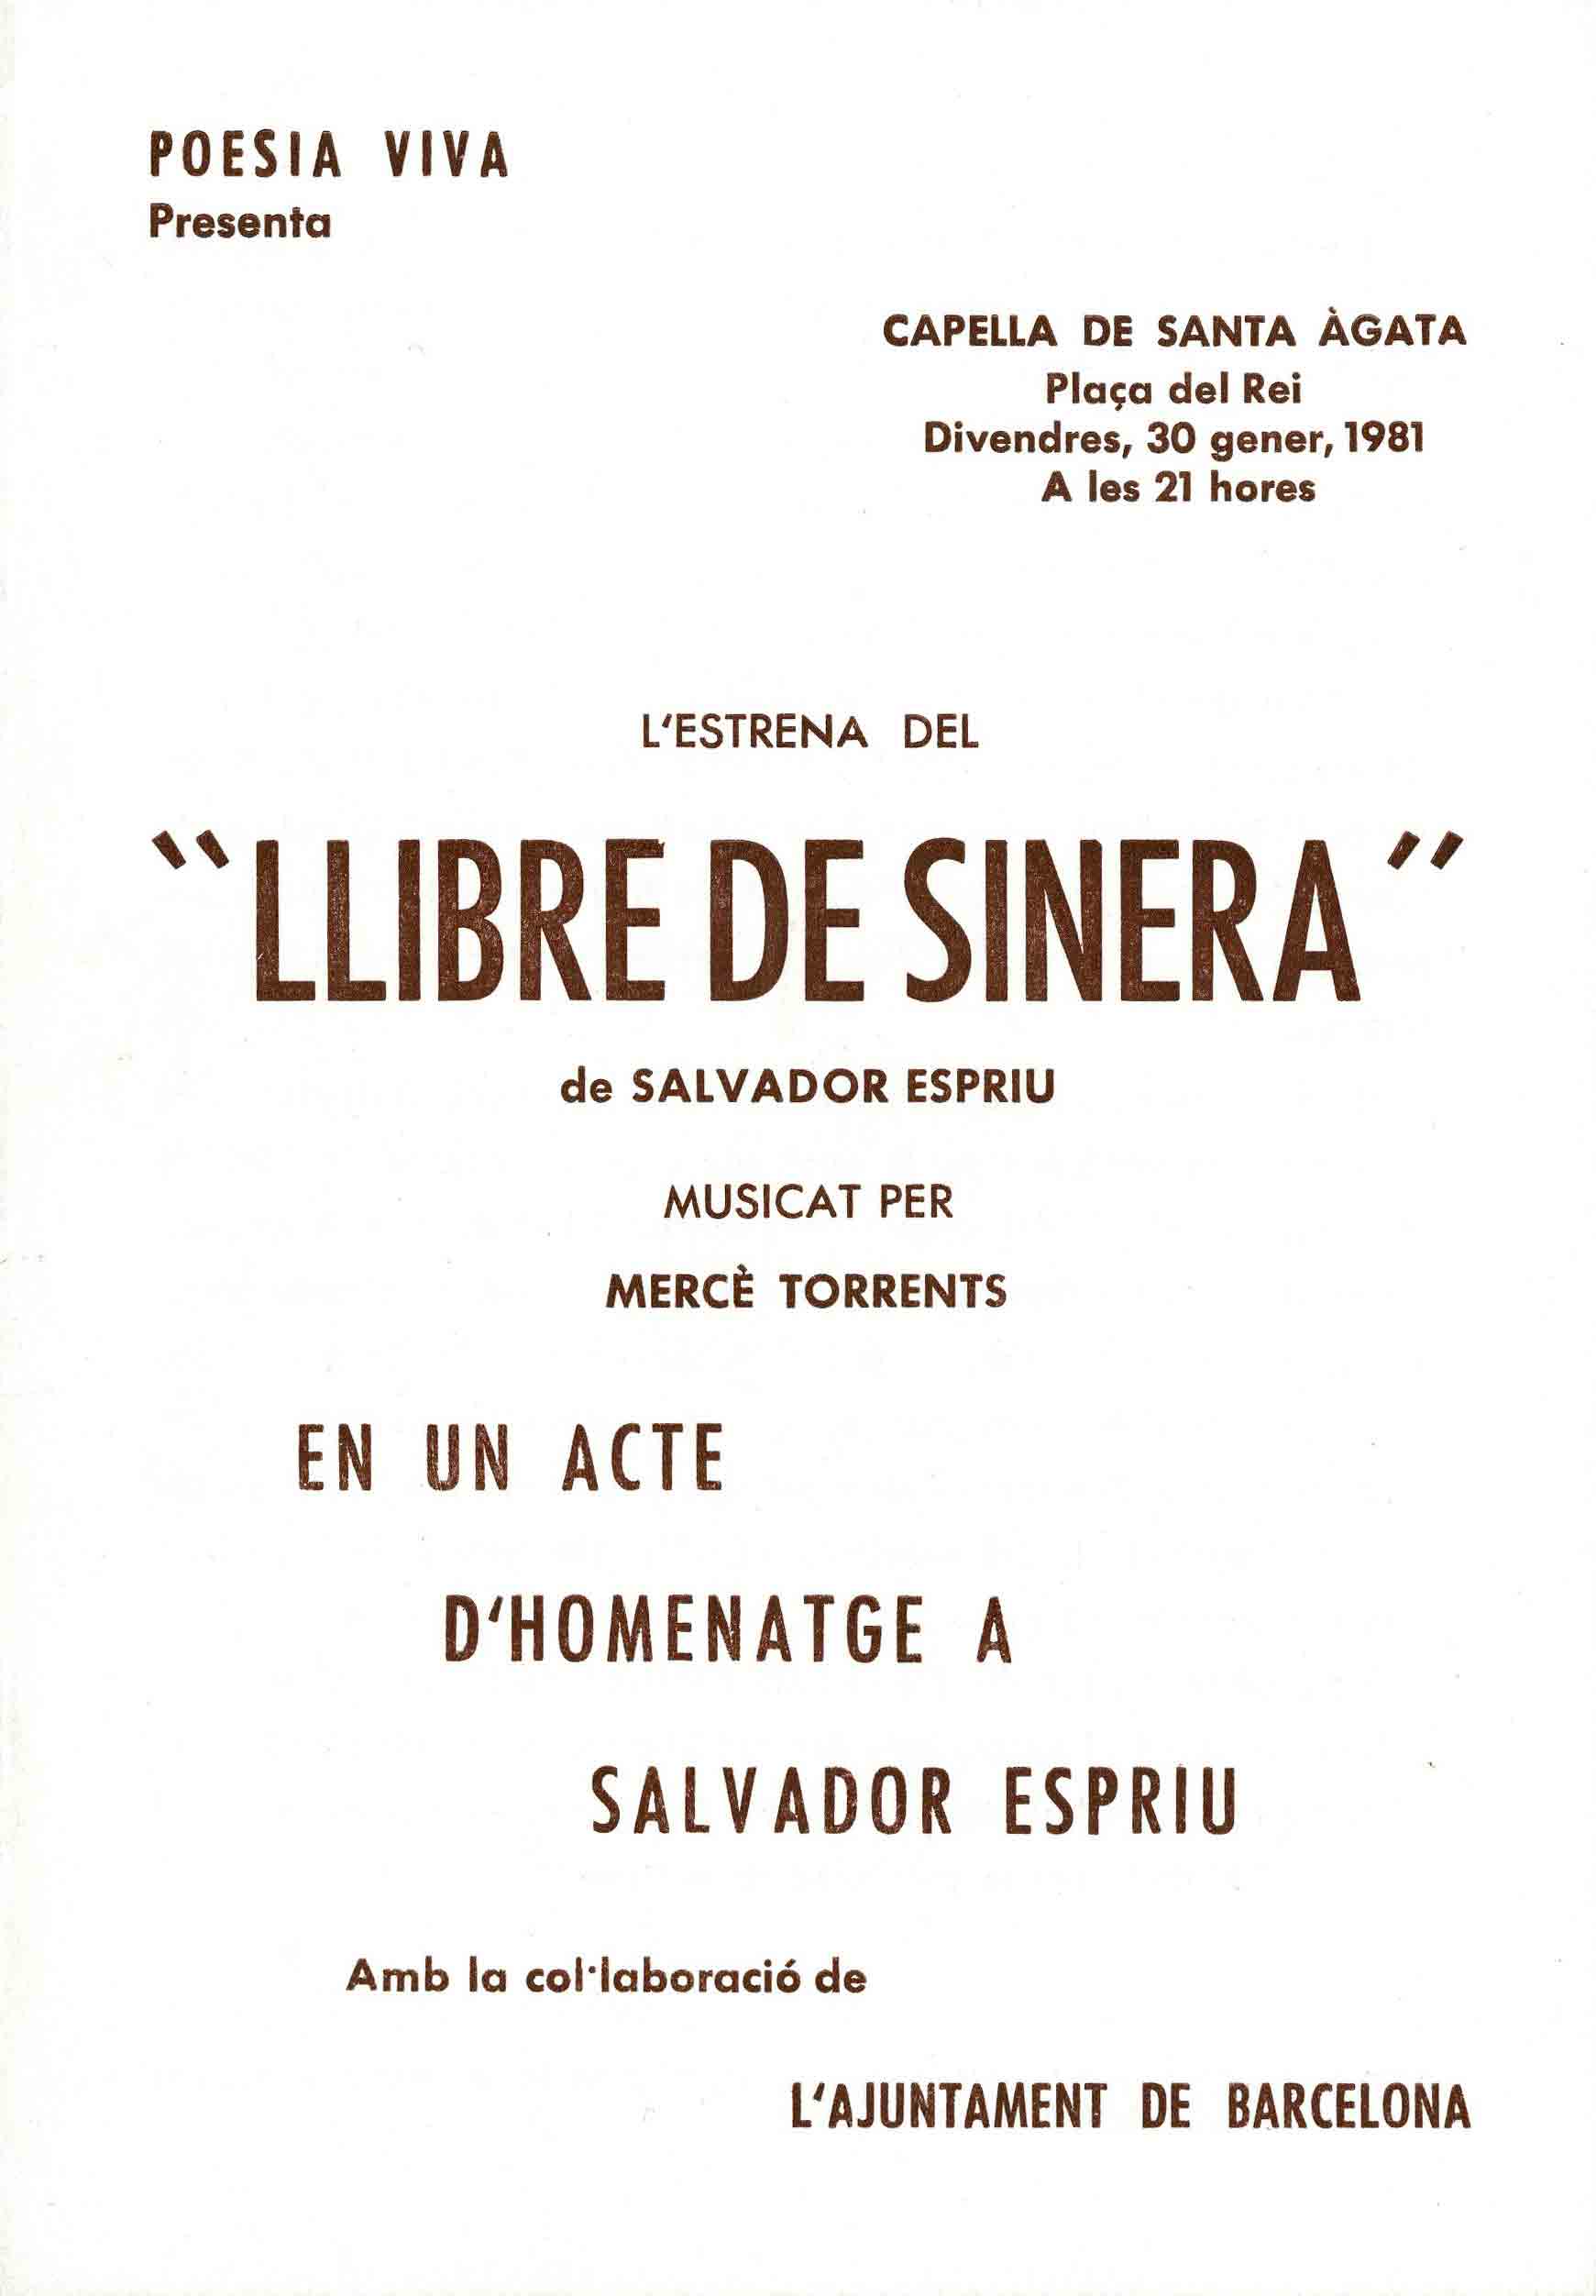 POESIA VIVA
Presenta
CAPELLA DE SANTA ÀGATA
Plaça del Rei
Divendres, 30 gener, 1981
A les 21 hores
L'ESTRENA DEL
"LLIBRE DE SINERA"
de SALVADOR ESPRIU
MUSICAT PER
MERCÈ TORRENTS
EN UN ACTE
D'HOMENATGE A
SALVADOR ESPRIU
Amb la col·laboració de
L'AJUNTAMENT DE BARCELONA